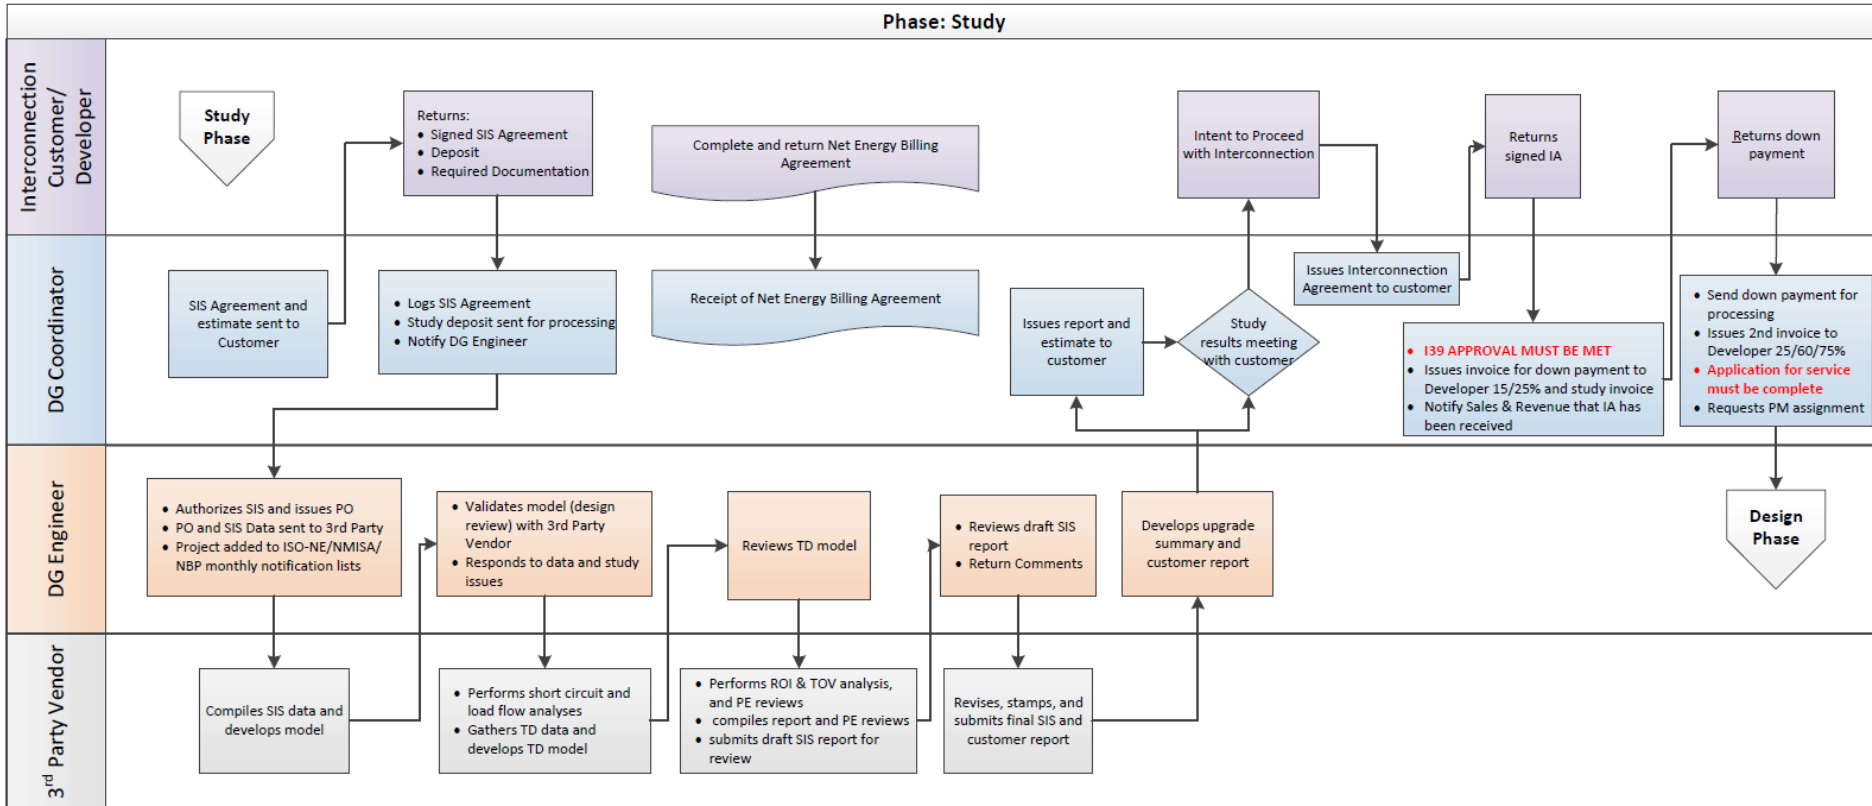 Phase: Study
Interconnection
Customer/
Developer
Study
Phase
Returns:
• Signed SIS Agreement
• Deposit
• Required Documentation
Complete and return Net Energy Billing
Agreement
Intent to Proceed
with Interconnection
Returns
signed IA
Returns down
payment
DG Coordinator
SIS Agreement and
estimate sent to
Customer
• Logs SIS Agreement
• Study deposit sent for processing
• Notify DG Engineer
Receipt of Net Energy Billing Agreement
Issues report and
estimate to
customer
Study
results meeting
with customer
Issues Interconnection
Agreement to customer
• I39 APPROVAL MUST BE MET
• Issues invoice for down payment to
Developer 15/25% and study invoice
• Notify Sales & Revenue that IA has
been received
• Send down payment for
processing
• Issues 2nd invoice to
Developer 25/60/75%
• Application for service
must be complete
• Requests PM assignment
DG Engineer
• Authorizes SIS and issues PO
• PO and SIS Data sent to 3rd Party
• Project added to ISO-NE/NMISA/
NBP monthly notification lists
• Validates model (design
review) with 3rd Party
Vendor
• Responds to data and study
issues
Reviews TD model
• Reviews draft SIS
report
• Return Comments
Develops upgrade
summary and
customer report
Design
Phase
3rd Party Vendor
Compiles SIS data and
develops model
• Performs short circuit and
load flow analyses
• Gathers TD data and
develops TD model
• Performs ROI & TOV analysis,
and PE reviews
• compiles report and PE reviews
• submits draft SIS report for
review
Revises, stamps, and
submits final SIS and
customer report